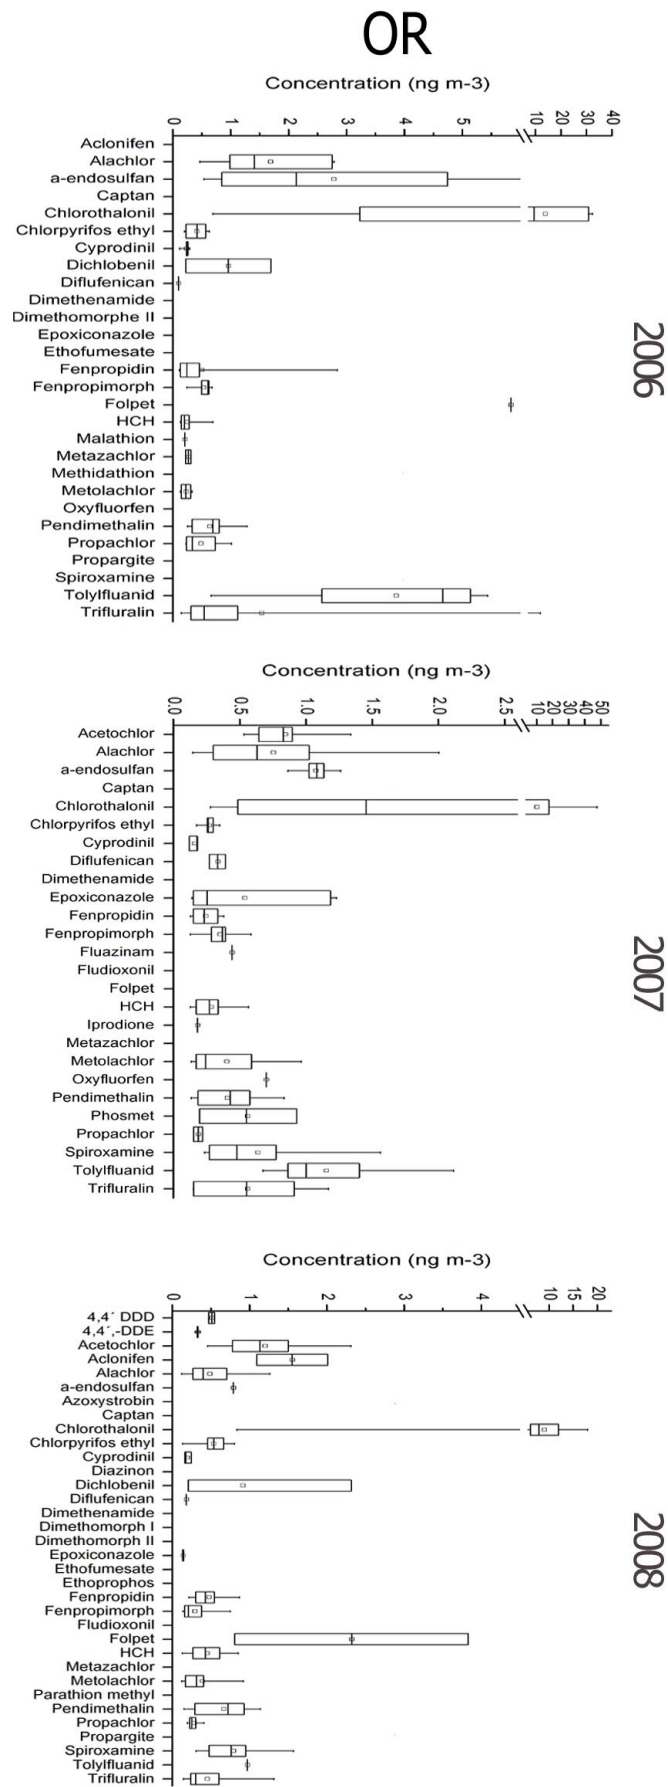 OR
Concentration (ng m-3)
0 1 2 3 4 5 10 20 30 40
Aclonifen
Alachlor
a-endosulfan
Captan
Chlorothalonil
Chlorpyrifos ethyl
Cyprodinil
Dichlobenil
Diflufenican
Dimethenamide
Dimethomorphe II
Epoxiconazole
Ethofumesate
Fenpropidin
Fenpropimorph
Folpet
HCH
Malathion
Metazachlor
Methidathion
Metolachlor
Oxyfluorfen
Pendimethalin
Propachlor
Propargite
Spiroxamine
Tolylfluanid
Trifluralin
2006
Concentration (ng m-3)
0.0 0.5 1.0 1.5 2.0 2.5 10 20 30 40 50
Acetochlor
Alachlor
a-endosulfan
Captan
Chlorothalonil
Chlorpyrifos ethyl
Cyprodinil
Diflufenican
Dimethenamide
Epoxiconazole
Fenpropidin
Fenpropimorph
Fluazinam
Fludioxonil
Folpet
HCH
Iprodione
Metazachlor
Metolachlor
Oxyfluorfen
Pendimethalin
Phosmet
Propachlor
Spiroxamine
Tolylfluanid
Trifluralin
2007
Concentration (ng m-3)
0 1 2 3 4 10 15 20
4,4´ DDD
4,4´,-DDE
Acetochlor
Aclonifen
Alachlor
a-endosulfan
Azoxystrobin
Captan
Chlorothalonil
Chlorpyrifos ethyl
Cyprodinil
Diazinon
Dichlobenil
Diflufenican
Dimethenamide
Dimethomorph I
Dimethomorph II
Epoxiconazole
Ethofumesate
Ethoprophos
Fenpropidin
Fenpropimorph
Fludioxonil
Folpet
HCH
Metazachlor
Metolachlor
Parathion methyl
Pendimethalin
Propachlor
Propargite
Spiroxamine
Tolylfluanid
Trifluralin
2008